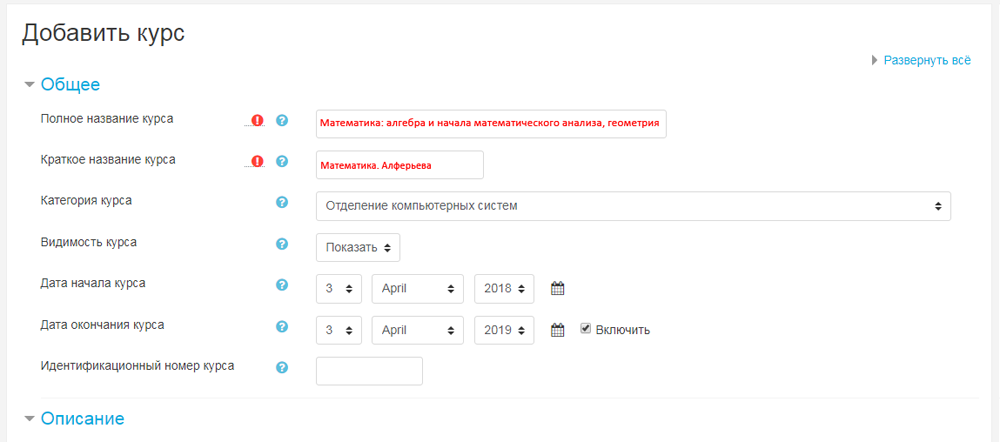 Добавить курс
Развернуть всё
Общее
Полное название курса Математика: алгебра и начала математического анализа, геометрия
Краткое название курса Математика. Алферьева
Категория курса Отделение компьютерных систем
Видимость курса Показать
Дата начала курса 3 April 2018
Дата окончания курса 3 April 2019 Включить
Идентификационный номер курса
Описание